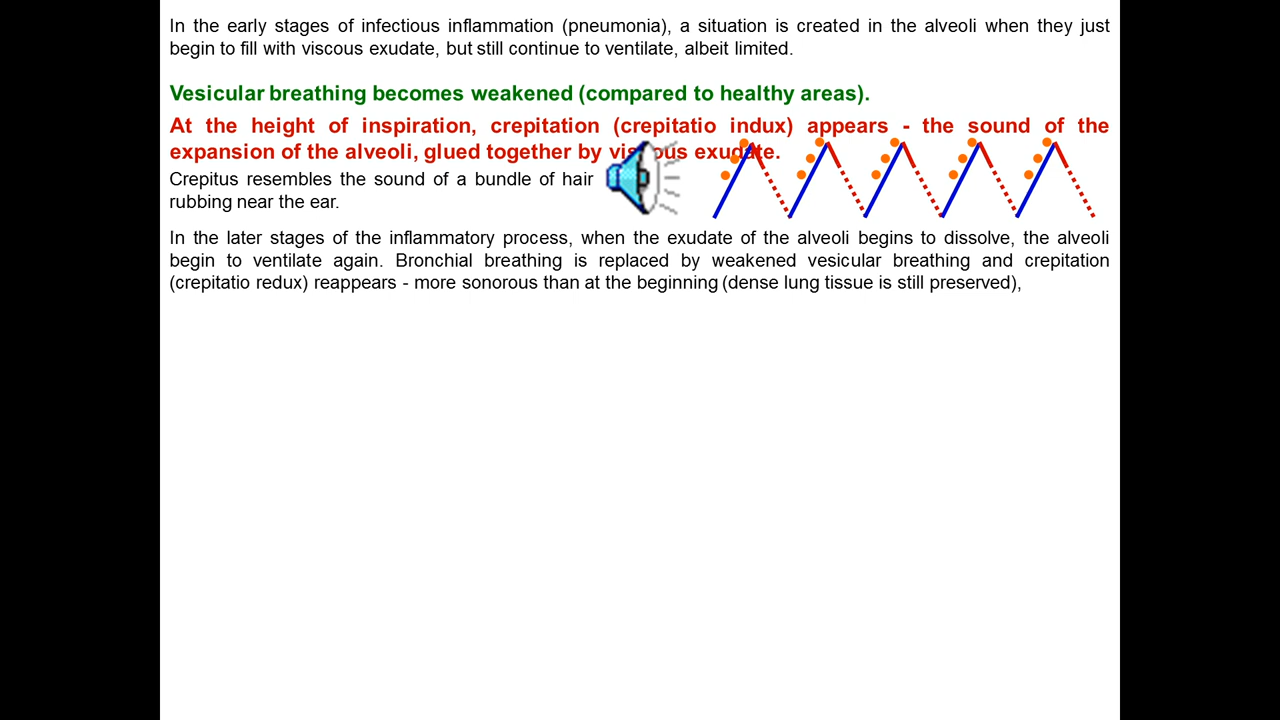 In the early stages of infectious inflammation (pneumonia), a situation is created in the alveoli when they just
begin to fill with viscous exudate, but still continue to ventilate, albeit limited.
Vesicular breathing becomes weakened (compared to healthy areas).
At the height of inspiration, crepitation (crepitatio indux) appears - the sound of the
expansion of the alveoli, glued together by viscous exudate.
Crepitus resembles the sound of a bundle of hair
rubbing near the ear.
In the later stages of the inflammatory process, when the exudate of the alveoli begins to dissolve, the alveoli
begin to ventilate again. Bronchial breathing is replaced by weakened vesicular breathing and crepitation
(crepitatio redux) reappears - more sonorous than at the beginning (dense lung tissue is still preserved),